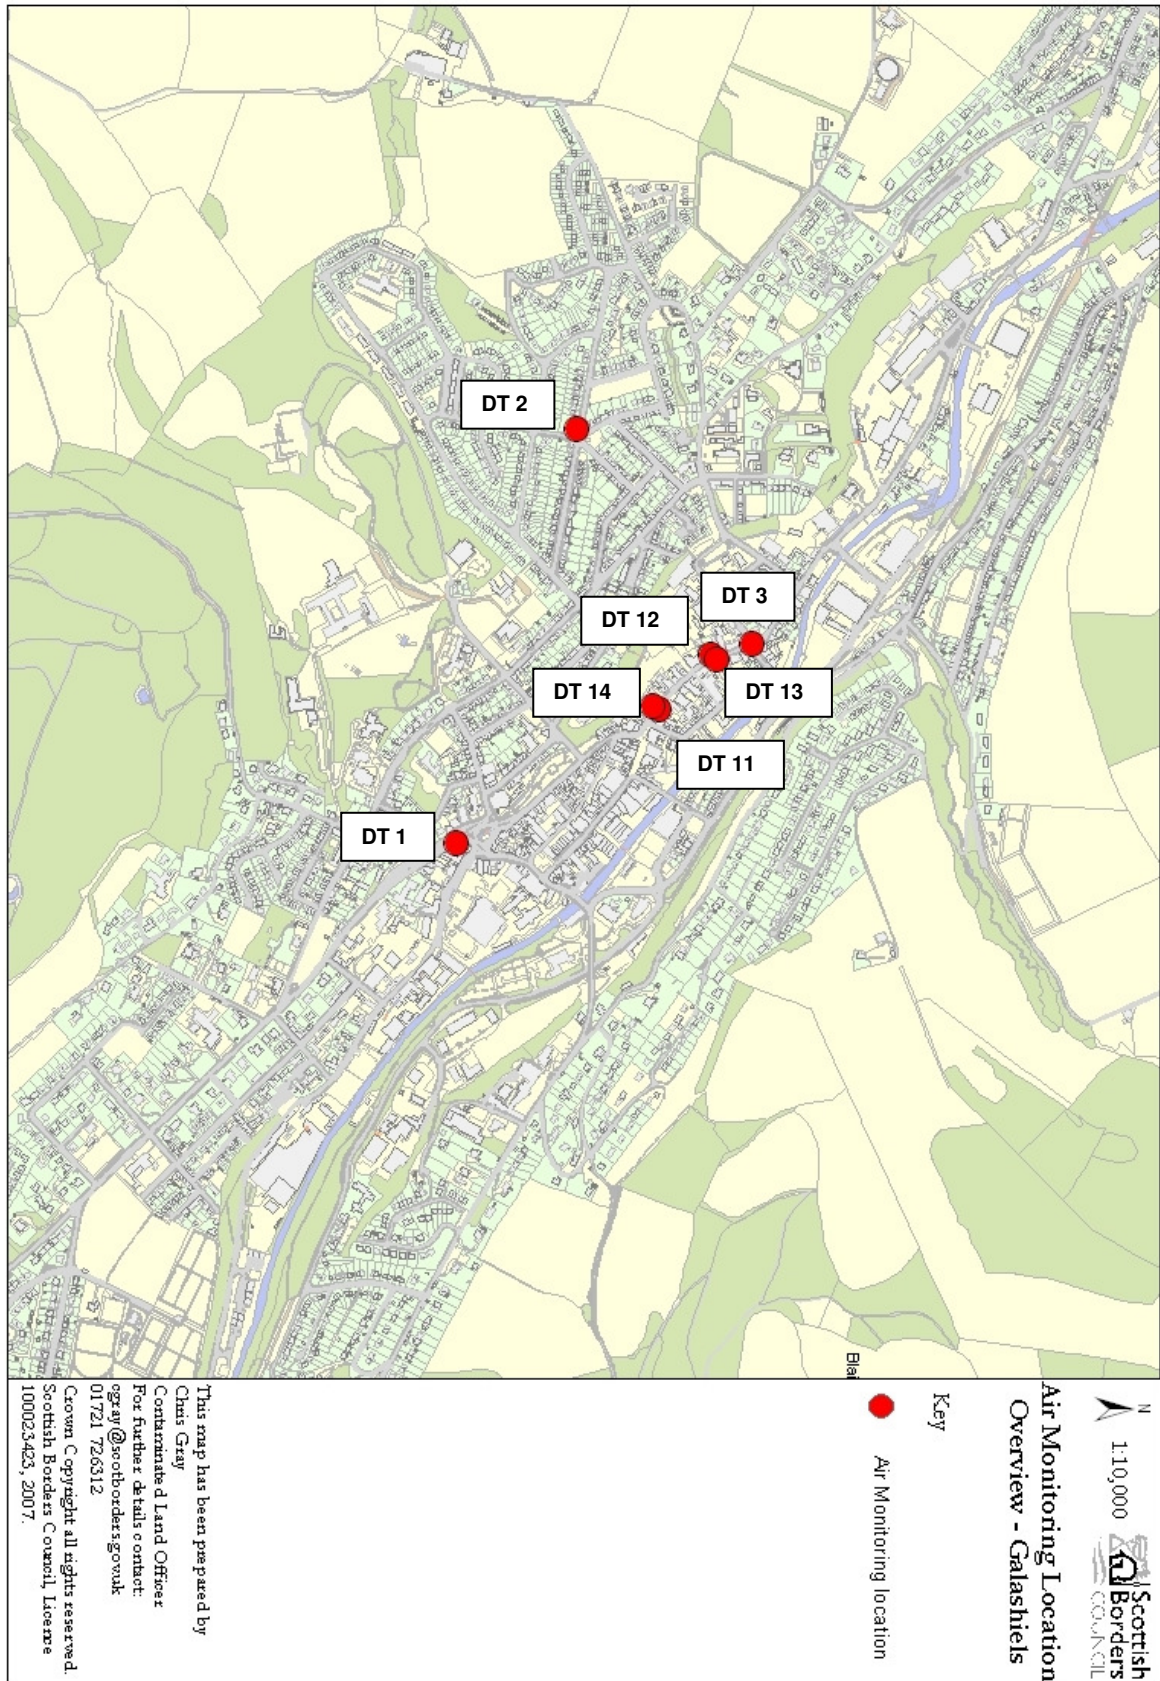 DT 2
DT 3
DT 12
DT 14
DT 13
DT 11
DT 1
Blai
N
1:10,000
Scottish
Borders
COUNCIL
Air Monitoring Location
Overview - Galashiels
Key
Air Monitoring location
This map has been prepared by
Chris Gray
Contaminated Land Officer
For further details contact:
cgray@scotborders.gov.uk
01721 726312
Crown Copyright all rights reserved.
Scottish Borders Council, Licence
100023423, 2007.